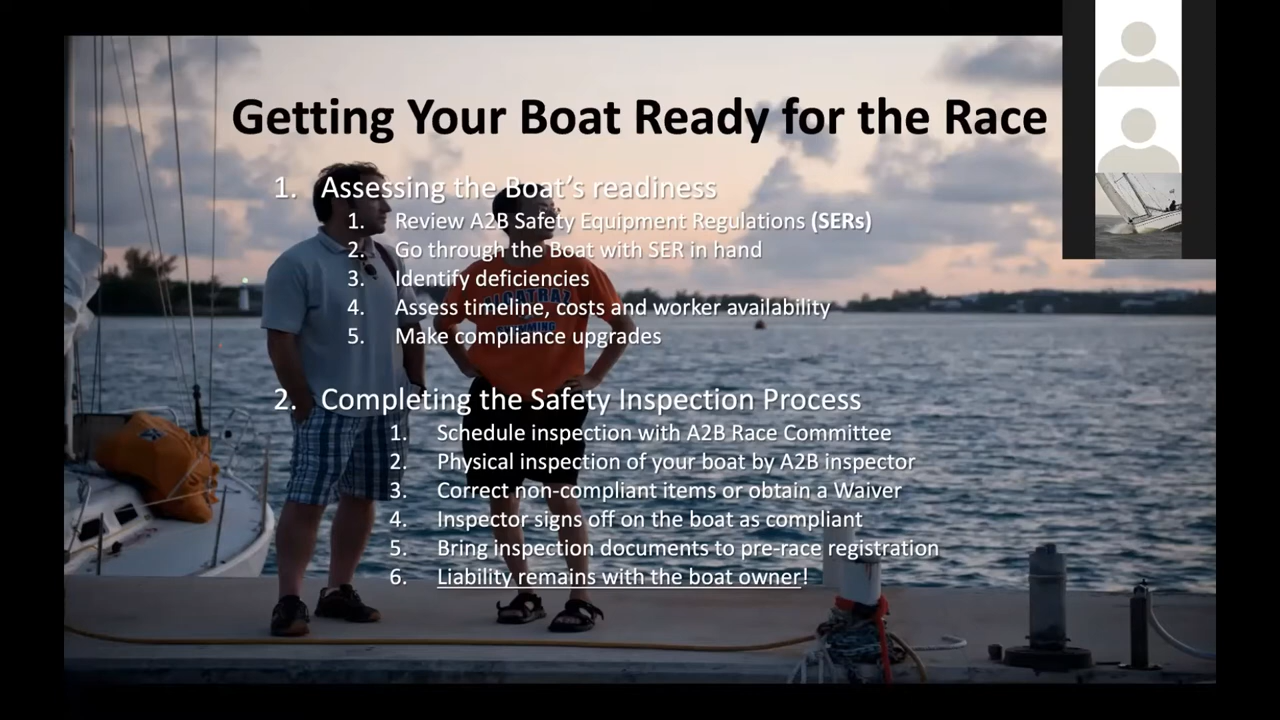 Getting Your Boat Ready for the Race
1. Assessing the Boat's readiness
1. Review A2B Safety Equipment Regulations (SERs)
2. Go through the Boat with SER in hand
3. Identify deficiencies
4. Assess timeline, costs and worker availability
5. Make compliance upgrades
ALCATRAZ
SWIMMING
2. Completing the Safety Inspection Process
1. Schedule inspection with A2B Race Committee
2. Physical inspection of your boat by A2B inspector
3. Correct non-compliant items or obtain a Waiver
4. Inspector signs off on the boat as compliant
5. Bring inspection documents to pre-race registration
6. Liability remains with the boat owner!